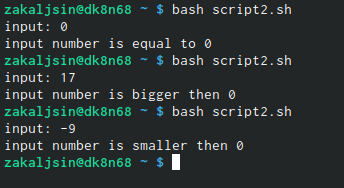 zakaljsin@dk8n68 ~ $ bash script2.sh
input: 0
input number is equal to 0
zakaljsin@dk8n68 ~ $ bash script2.sh
input: 17
input number is bigger then 0
zakaljsin@dk8n68 ~ $ bash script2.sh
input: -9
input number is smaller then 0
zakaljsin@dk8n68 ~ $